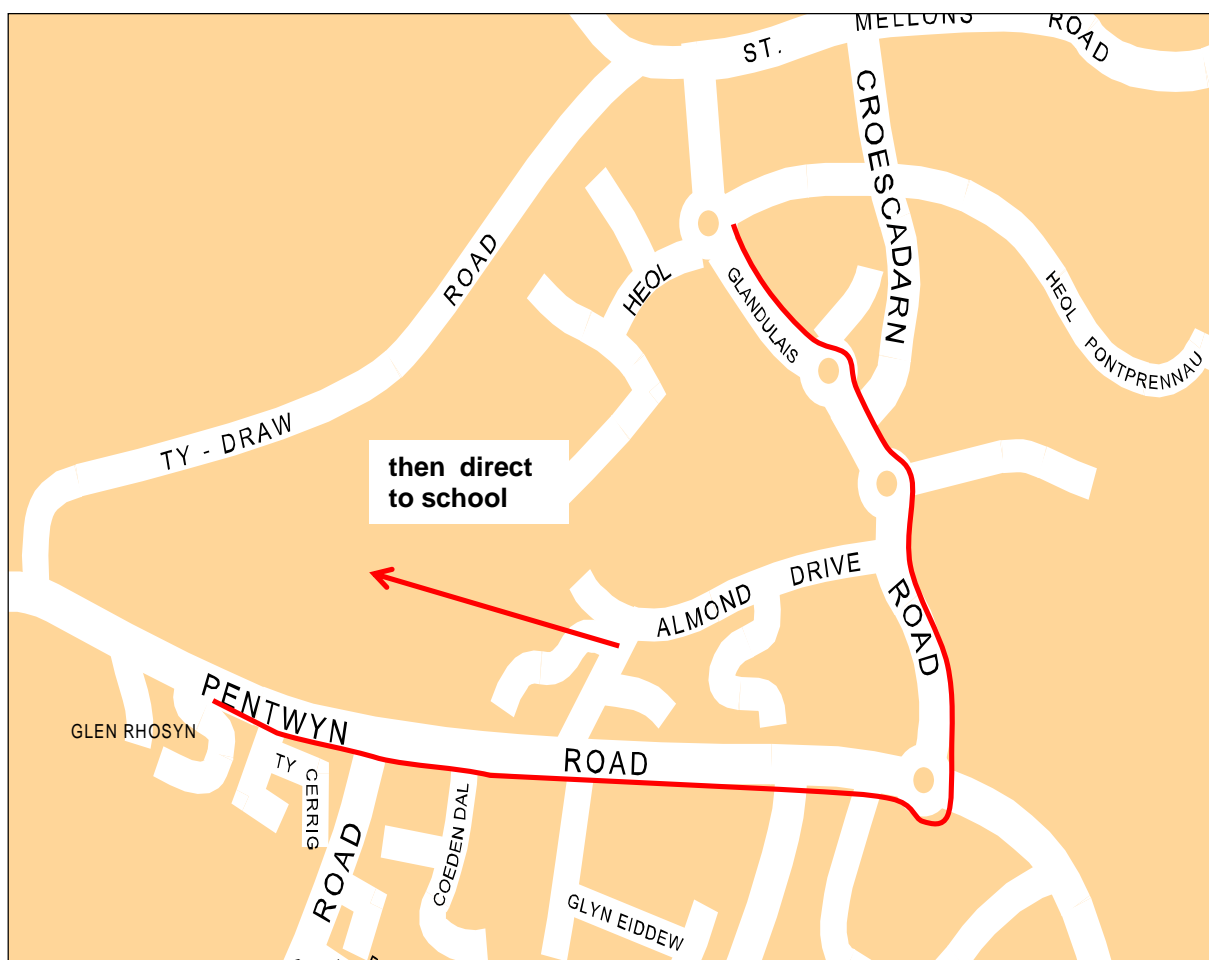 ST. MELLONS ROAD
CROESCADARN
ROAD
HEOL
GLANDULAIS
HEOL PONTPRENNAU
TY - DRAW
then direct
to school
ALMOND DRIVE
ROAD
PENTWYN ROAD
GLEN RHOSYN
TY CERRIG
ROAD
COEDEN DAL
GLYN EIDDEW